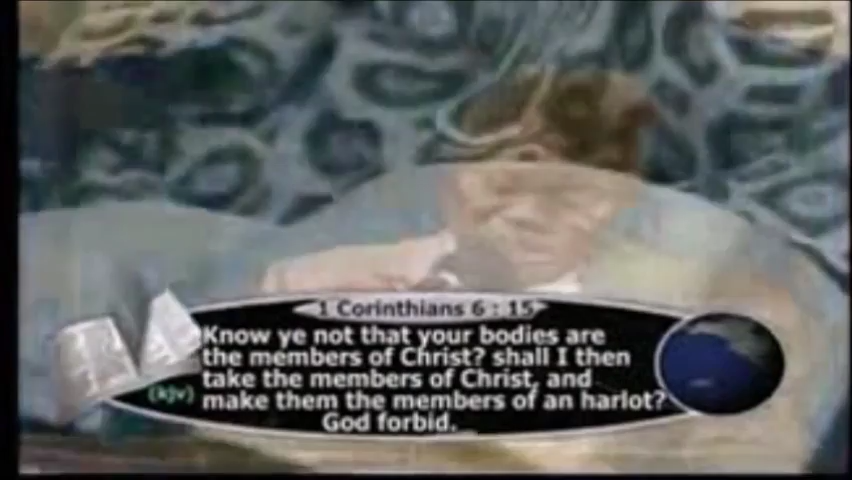 1 Corinthians 6 : 15
Know ye not that your bodies are
the members of Christ? shall I then
take the members of Christ, and
(kjv)
make them the members of an harlot?
God forbid.